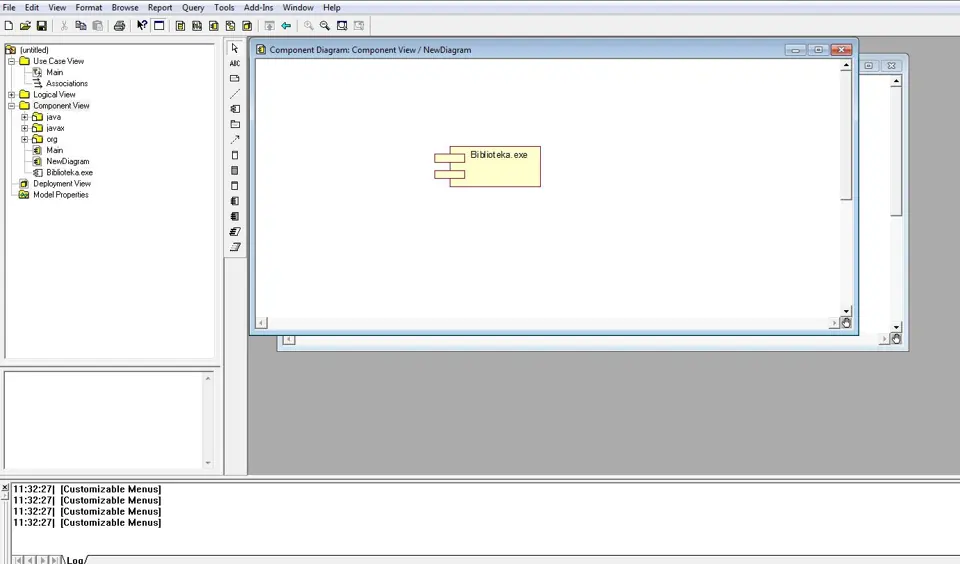 File Edit View Format Browse Report Query Tools Add-Ins Window Help
(untitled)
Use Case View
Main
Associations
Logical View
Component View
java
javax
org
Main
NewDiagram
Biblioteka.exe
Deployment View
Model Properties
ABC
Component Diagram: Component View / NewDiagram
Biblioteka.exe
11:32:27| [Customizable Menus]
11:32:27| [Customizable Menus]
11:32:27| [Customizable Menus]
11:32:27| [Customizable Menus]
Log